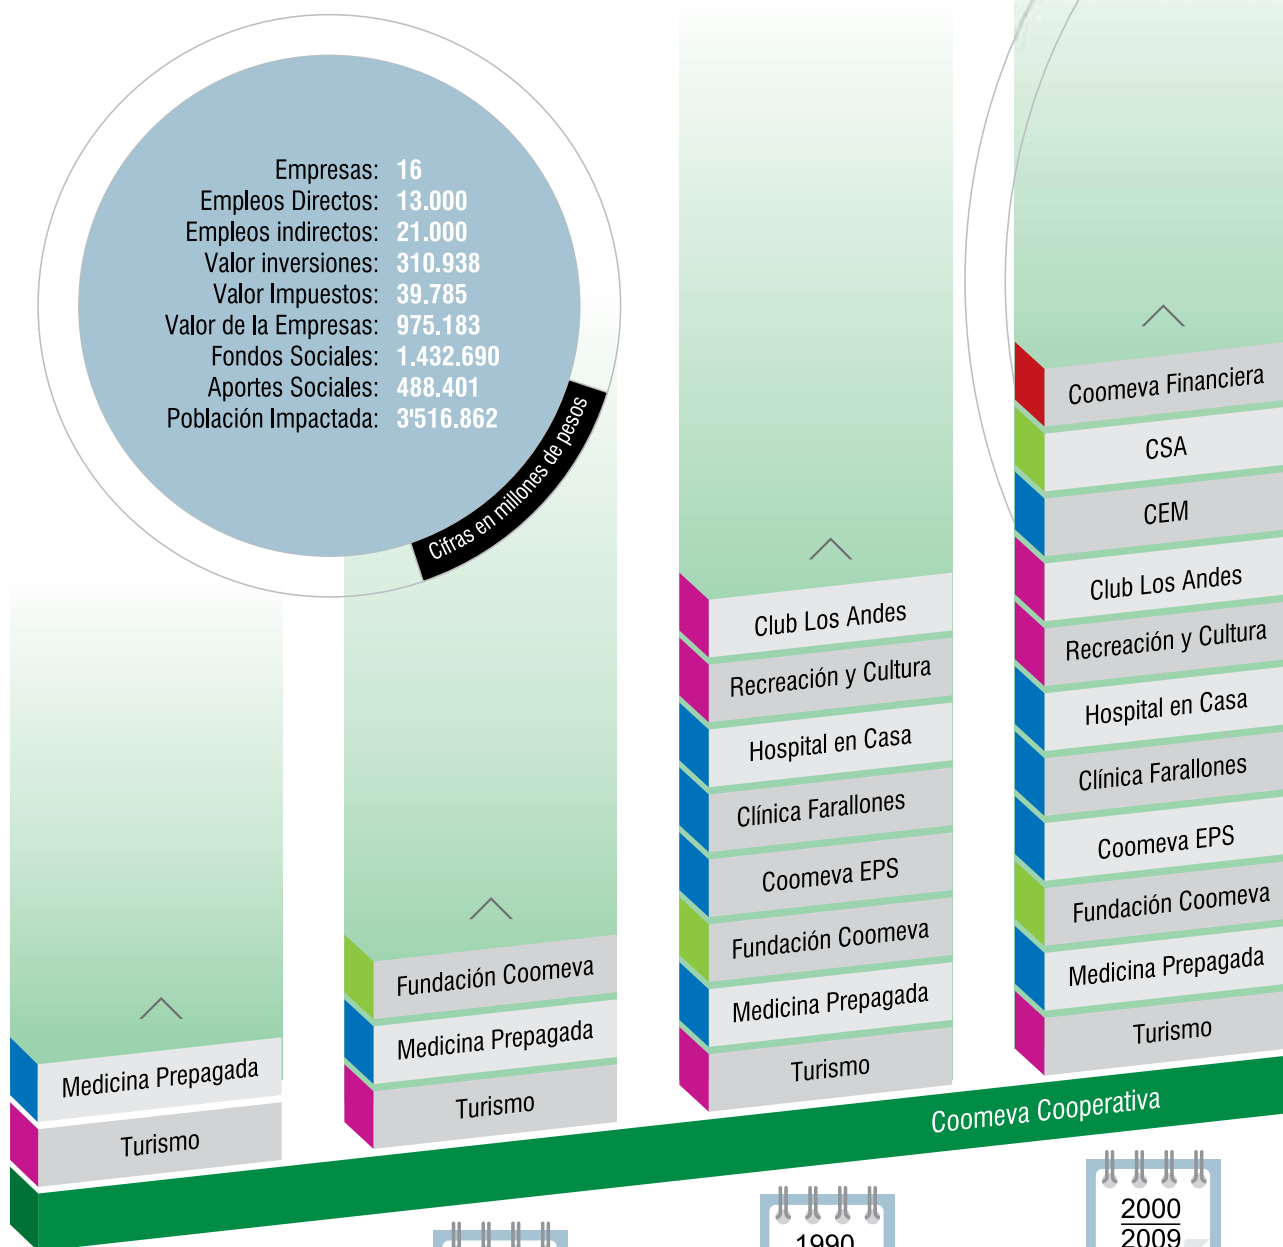 Empresas: 16
Empleos Directos: 13.000
Empleos indirectos: 21.000
Valor inversiones: 310.938
Valor Impuestos: 39.785
Valor de la Empresas: 975.183
Fondos Sociales: 1.432.690
Aportes Sociales: 488.401
Población Impactada: 3'516.862
Cifras en millones de pesos
Medicina Prepagada
Turismo
Fundación Coomeva
Medicina Prepagada
Turismo
Club Los Andes
Recreación y Cultura
Hospital en Casa
Clínica Farallones
Coomeva EPS
Fundación Coomeva
Medicina Prepagada
Turismo
Coomeva Financiera
CSA
CEM
Club Los Andes
Recreación y Cultura
Hospital en Casa
Clínica Farallones
Coomeva EPS
Fundación Coomeva
Medicina Prepagada
Turismo
Coomeva Cooperativa
1990
2000
2009